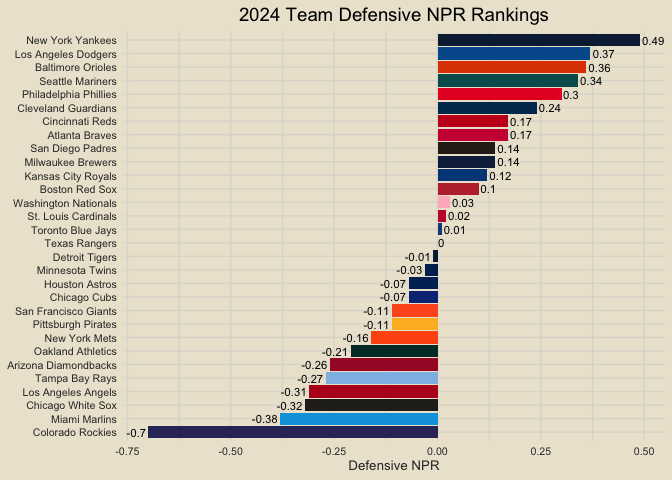 2024 Team Defensive NPR Rankings
New York Yankees 0.49
Los Angeles Dodgers 0.37
Baltimore Orioles 0.36
Seattle Mariners 0.34
Philadelphia Phillies 0.3
Cleveland Guardians 0.24
Cincinnati Reds 0.17
Atlanta Braves 0.17
San Diego Padres 0.14
Milwaukee Brewers 0.14
Kansas City Royals 0.12
Boston Red Sox 0.1
Washington Nationals 0.03
St. Louis Cardinals 0.02
Toronto Blue Jays 0.01
Texas Rangers 0
Detroit Tigers -0.01
Minnesota Twins -0.03
Houston Astros -0.07
Chicago Cubs -0.07
San Francisco Giants -0.11
Pittsburgh Pirates -0.11
New York Mets -0.16
Oakland Athletics -0.21
Arizona Diamondbacks -0.26
Tampa Bay Rays -0.27
Los Angeles Angels -0.31
Chicago White Sox -0.32
Miami Marlins -0.38
Colorado Rockies -0.7
-0.75 -0.50 -0.25 0.00 0.25 0.50
Defensive NPR